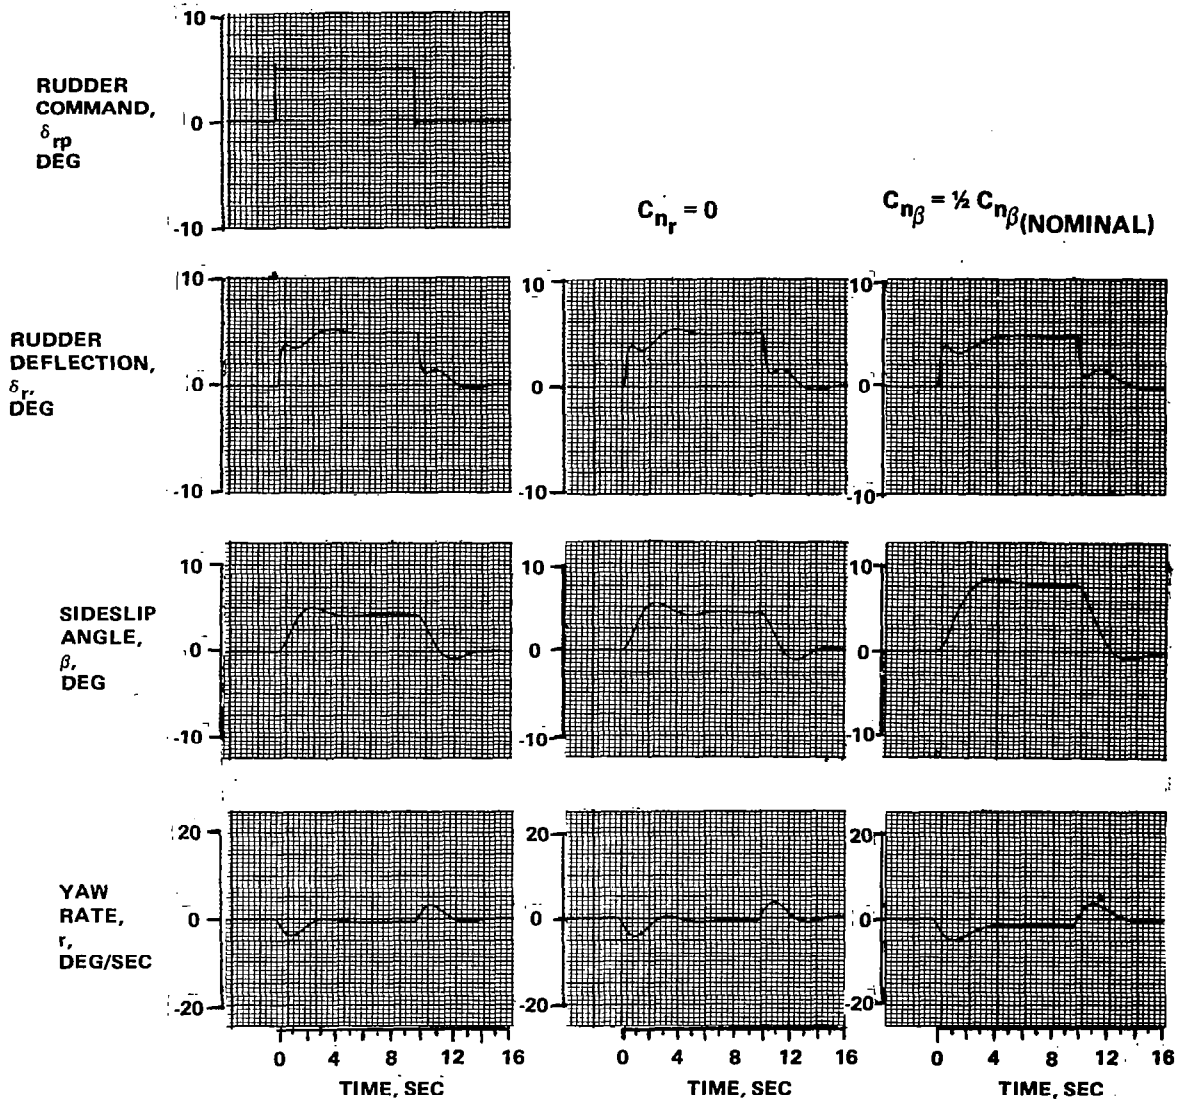 10
RUDDER
COMMAND,
δrp
DEG
0
-10
Cnr = 0
Cnβ = ½ Cnβ(NOMINAL)
10
RUDDER
DEFLECTION,
δr,
DEG
0
-10
10
0
-10
10
0
-10
10
SIDESLIP
ANGLE,
β,
DEG
0
-10
10
0
-10
10
0
-10
20
YAW
RATE,
r,
DEG/SEC
0
-20
20
0
-20
20
0
-20
0 4 8 12 16
TIME, SEC
0 4 8 12 16
TIME, SEC
0 4 8 12 16
TIME, SEC